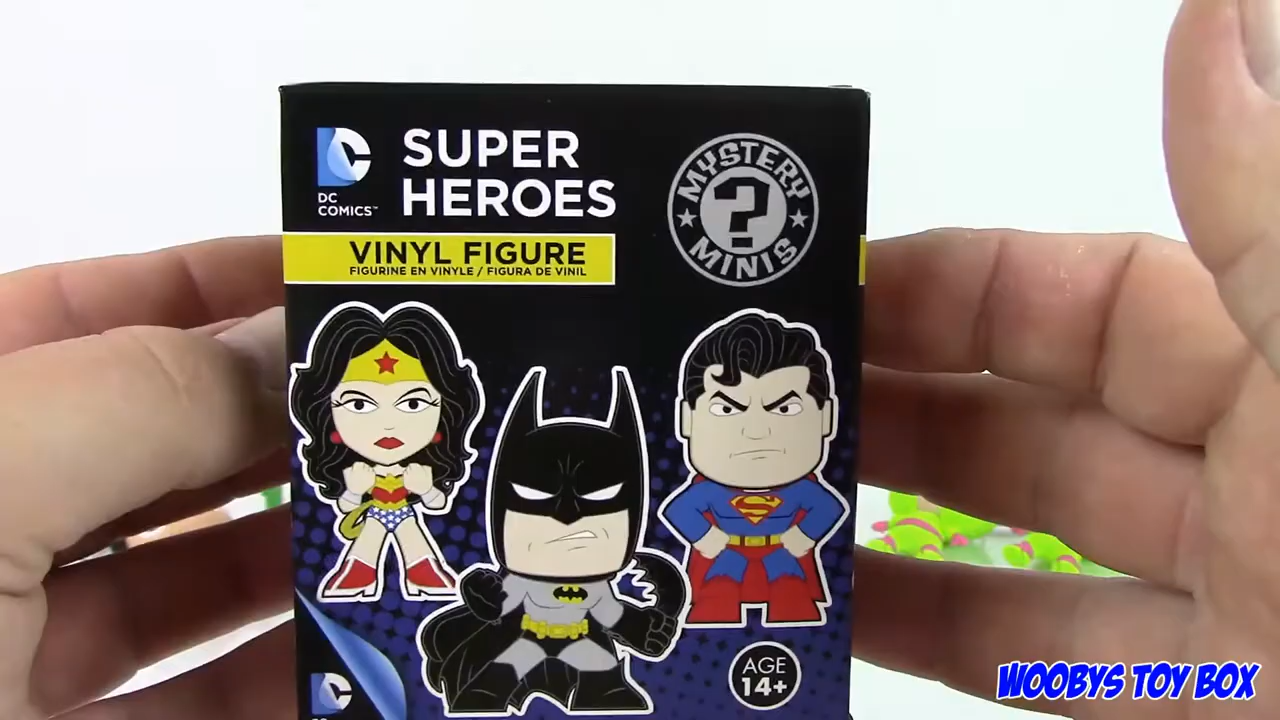 SUPER
HEROES
DC
COMICS™
MYSTERY
?
MINIS
VINYL FIGURE
FIGURINE EN VINYLE / FIGURA DE VINIL
S
AGE
14+
DC
WOOBYS TOY BOX